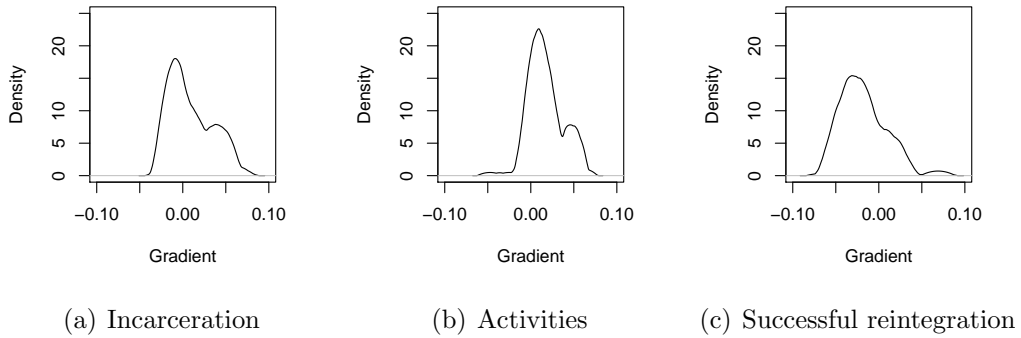 Density
0 5 10 20
−0.10 0.00 0.10
Gradient
(a) Incarceration
Density
0 5 10 20
−0.10 0.00 0.10
Gradient
(b) Activities
Density
0 5 10 20
−0.10 0.00 0.10
Gradient
(c) Successful reintegration